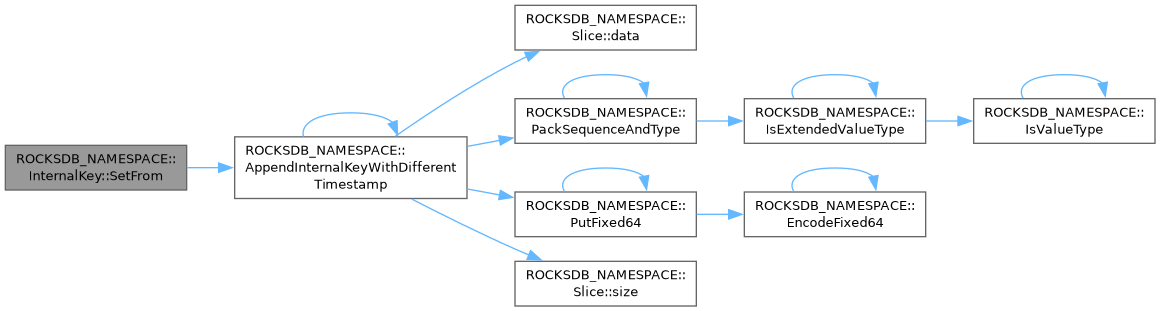 ROCKSDB_NAMESPACE::
InternalKey::SetFrom
ROCKSDB_NAMESPACE::
AppendInternalKeyWithDifferent
Timestamp
ROCKSDB_NAMESPACE::
Slice::data
ROCKSDB_NAMESPACE::
PackSequenceAndType
ROCKSDB_NAMESPACE::
IsExtendedValueType
ROCKSDB_NAMESPACE::
IsValueType
ROCKSDB_NAMESPACE::
PutFixed64
ROCKSDB_NAMESPACE::
EncodeFixed64
ROCKSDB_NAMESPACE::
Slice::size